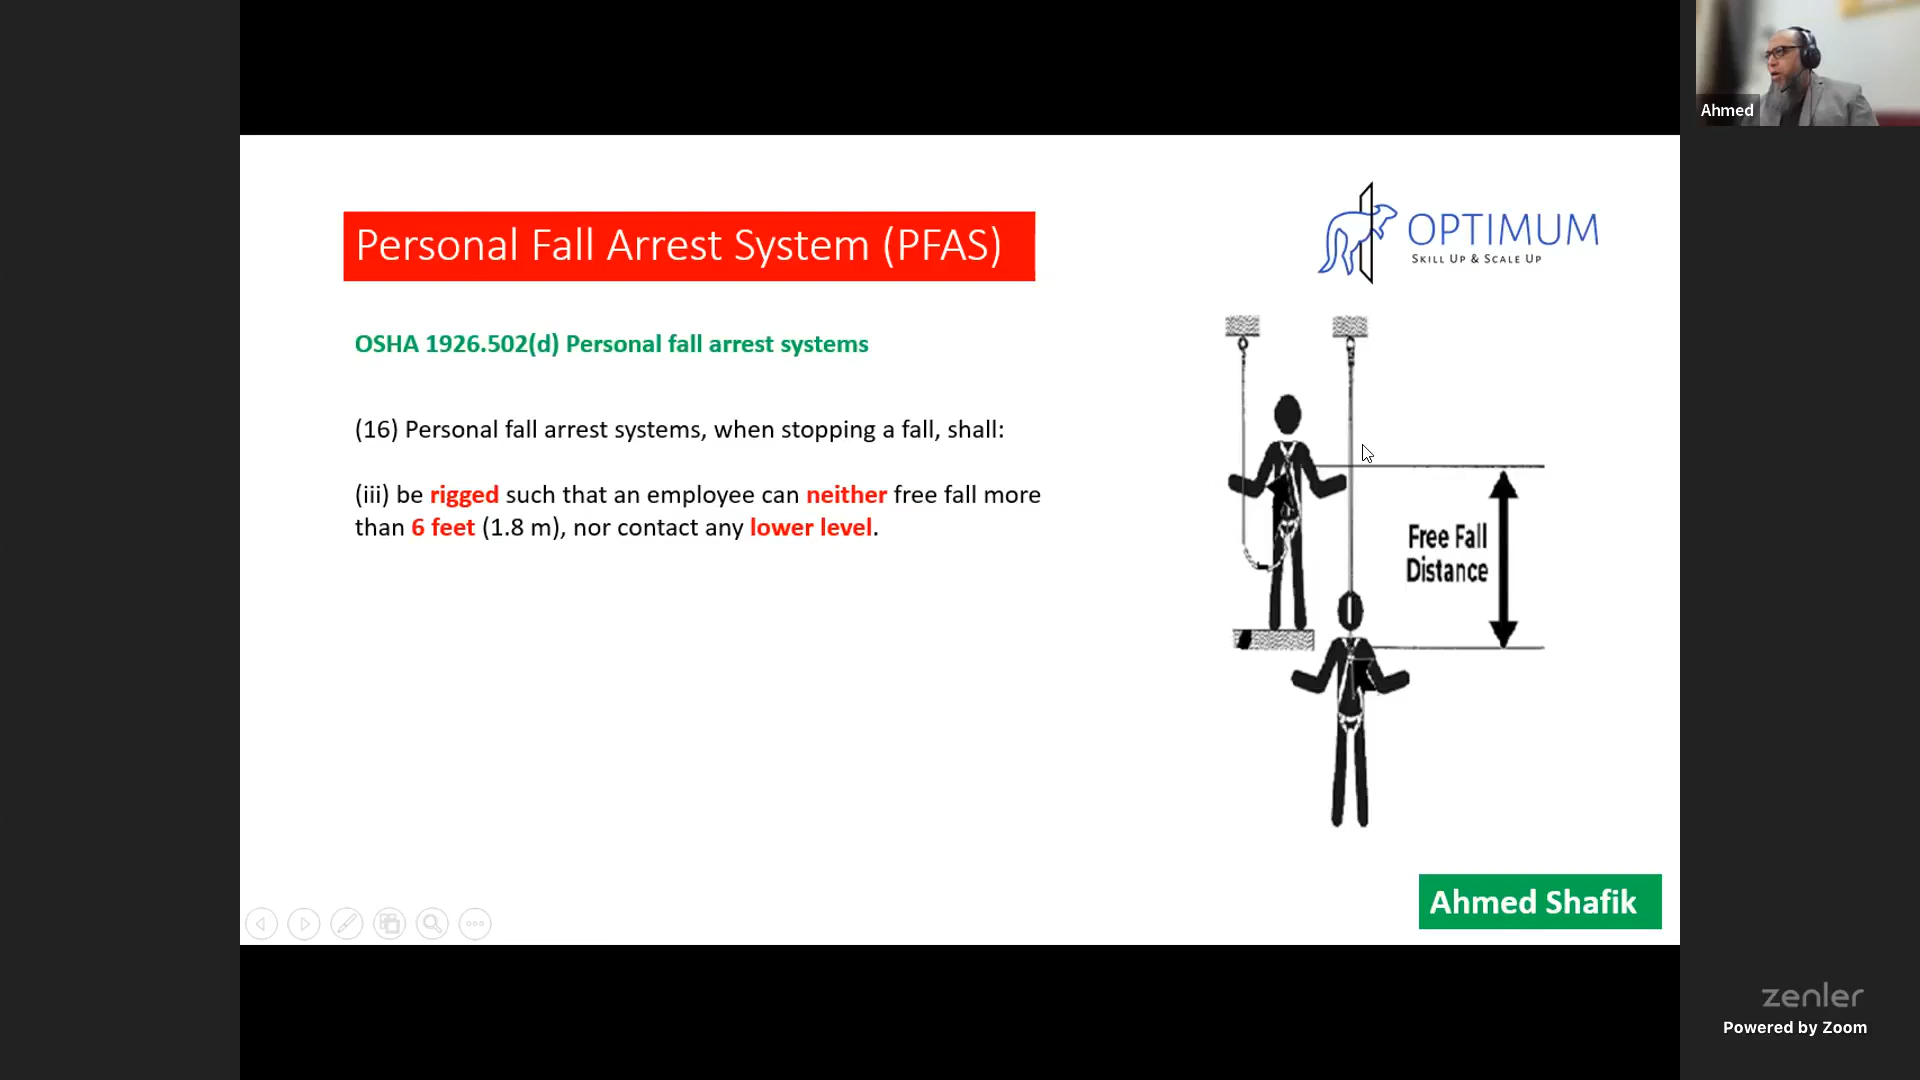 Ahmed
Personal Fall Arrest System (PFAS)
OPTIMUM
SKILL UP & SCALE UP
OSHA 1926.502(d) Personal fall arrest systems
(16) Personal fall arrest systems, when stopping a fall, shall:
(iii) be rigged such that an employee can neither free fall more
than 6 feet (1.8 m), nor contact any lower level.
Free Fall
Distance
Ahmed Shafik
zenler
Powered by Zoom